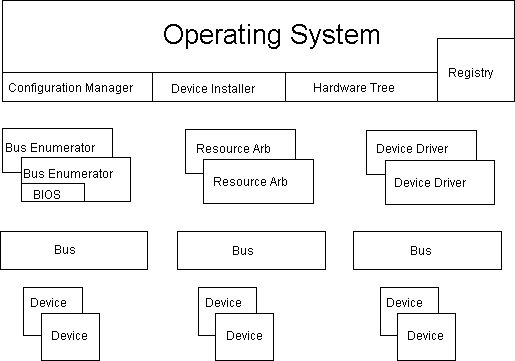 Operating System
Configuration Manager
Device Installer
Hardware Tree
Registry
Bus Enumerator
Bus Enumerator
BIOS
Resource Arb
Resource Arb
Device Driver
Device Driver
Bus
Bus
Bus
Device
Device
Device
Device
Device
Device